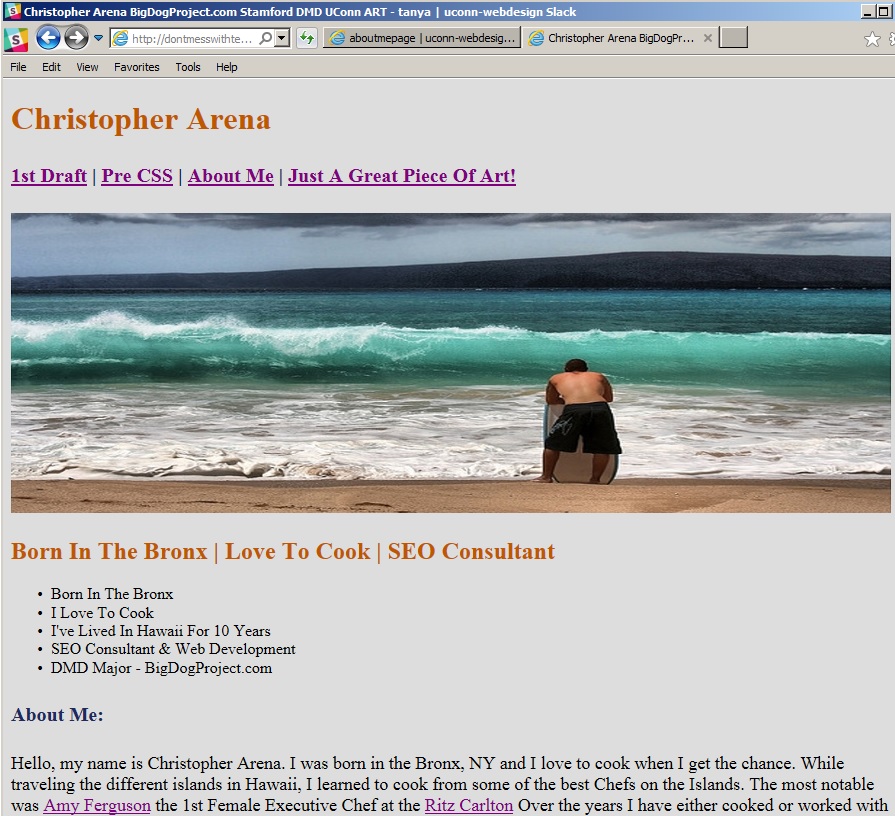 Christopher Arena BigDogProject.com Stamford DMD UConn ART - tanya | uconn-webdesign Slack
http://dontmesswithte... aboutmepage | uconn-webdesig... Christopher Arena BigDogPr...
File Edit View Favorites Tools Help
Christopher Arena
1st Draft | Pre CSS | About Me | Just A Great Piece Of Art!
Born In The Bronx | Love To Cook | SEO Consultant
• Born In The Bronx
• I Love To Cook
• I've Lived In Hawaii For 10 Years
• SEO Consultant & Web Development
• DMD Major - BigDogProject.com
About Me:
Hello, my name is Christopher Arena. I was born in the Bronx, NY and I love to cook when I get the chance. While
traveling the different islands in Hawaii, I learned to cook from some of the best Chefs on the Islands. The most notable
was Amy Ferguson the 1st Female Executive Chef at the Ritz Carlton Over the years I have either cooked or worked with